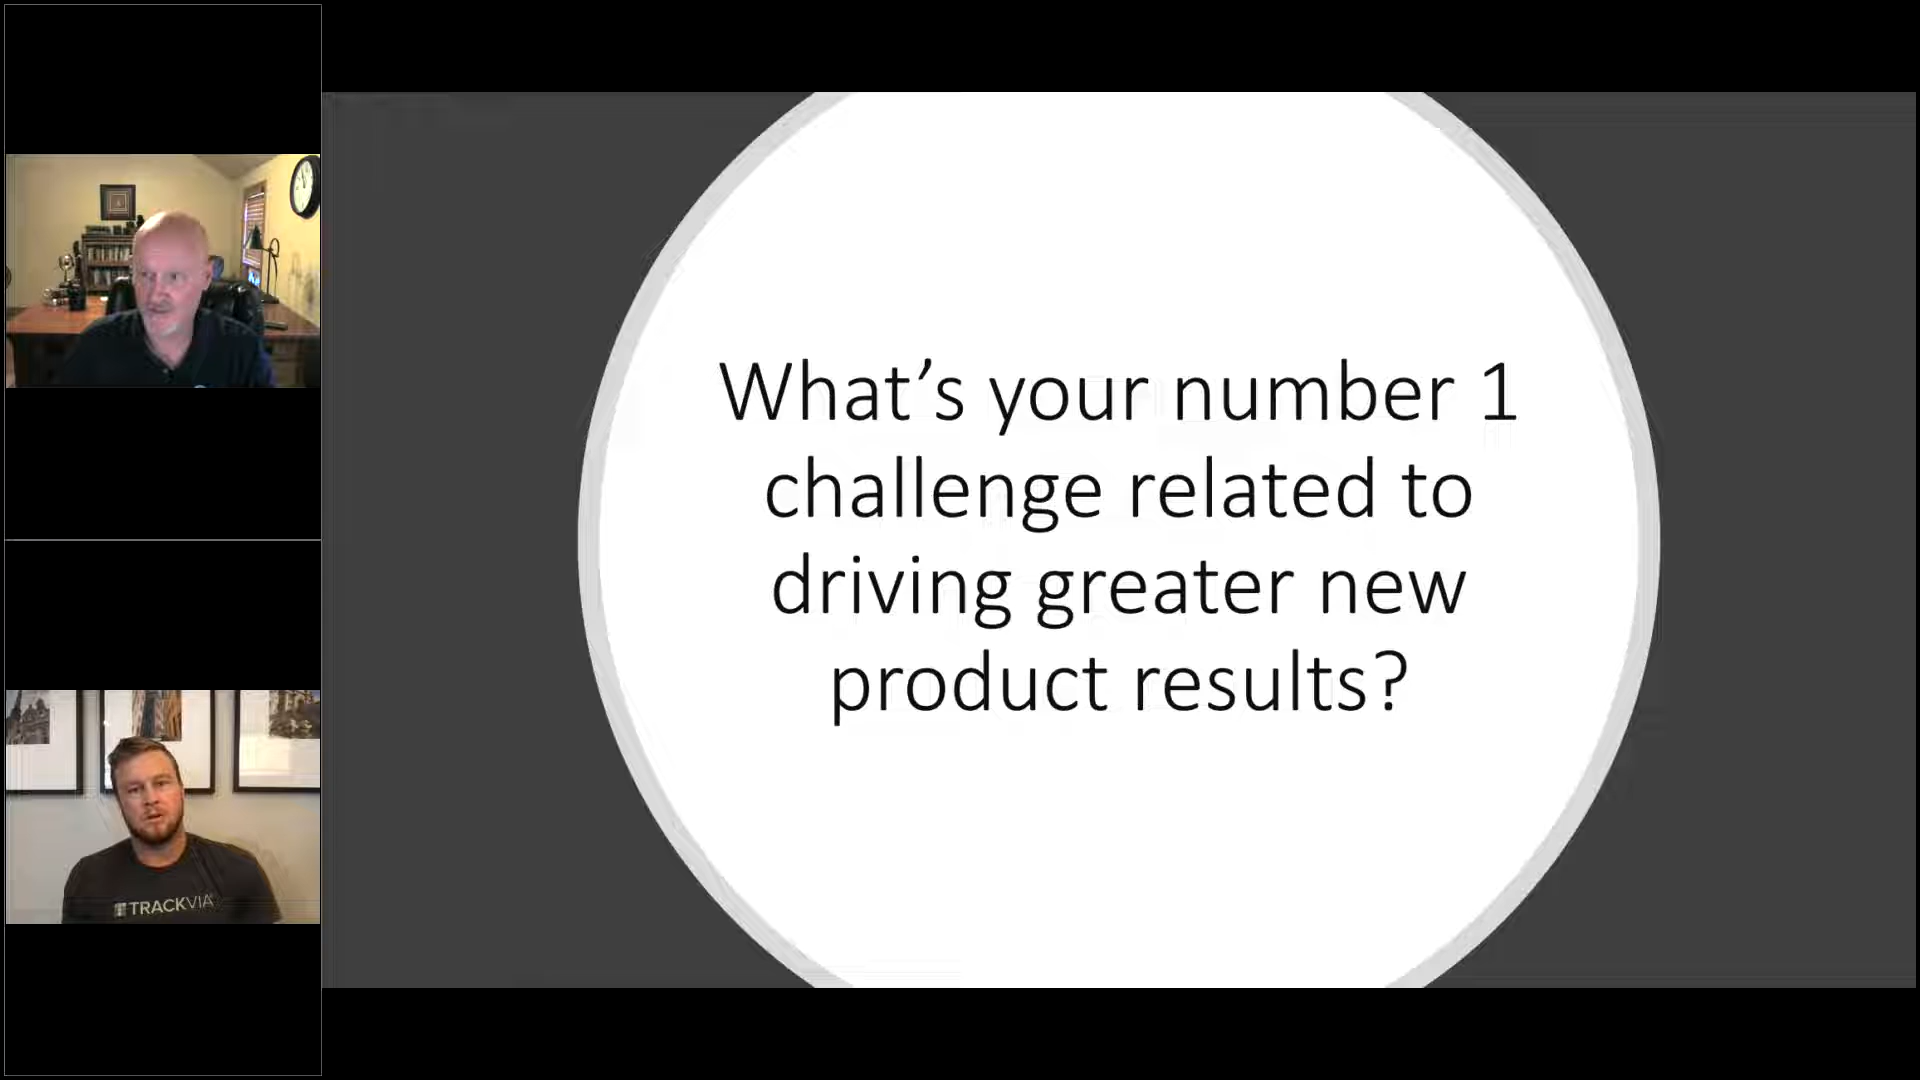 What’s your number 1
challenge related to
driving greater new
product results?
TRACKVIA